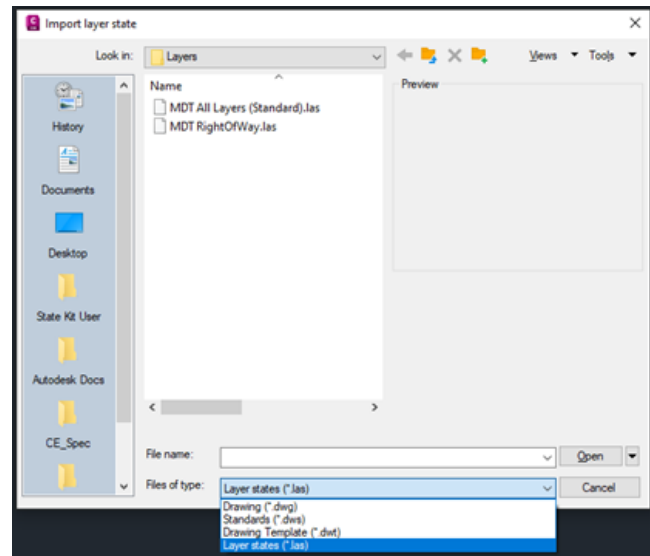 Import layer state
Look in: Layers
Views Tools
History
Documents
Desktop
State Kit User
Autodesk Docs
CE_Spec
Name
MDT All Layers (Standard).las
MDT RightOfWay.las
Preview
File name: Open
Files of type: Layer states (*.las) Cancel
Drawing (*.dwg)
Standards (*.dws)
Drawing Template (*.dwt)
Layer states (*.las)